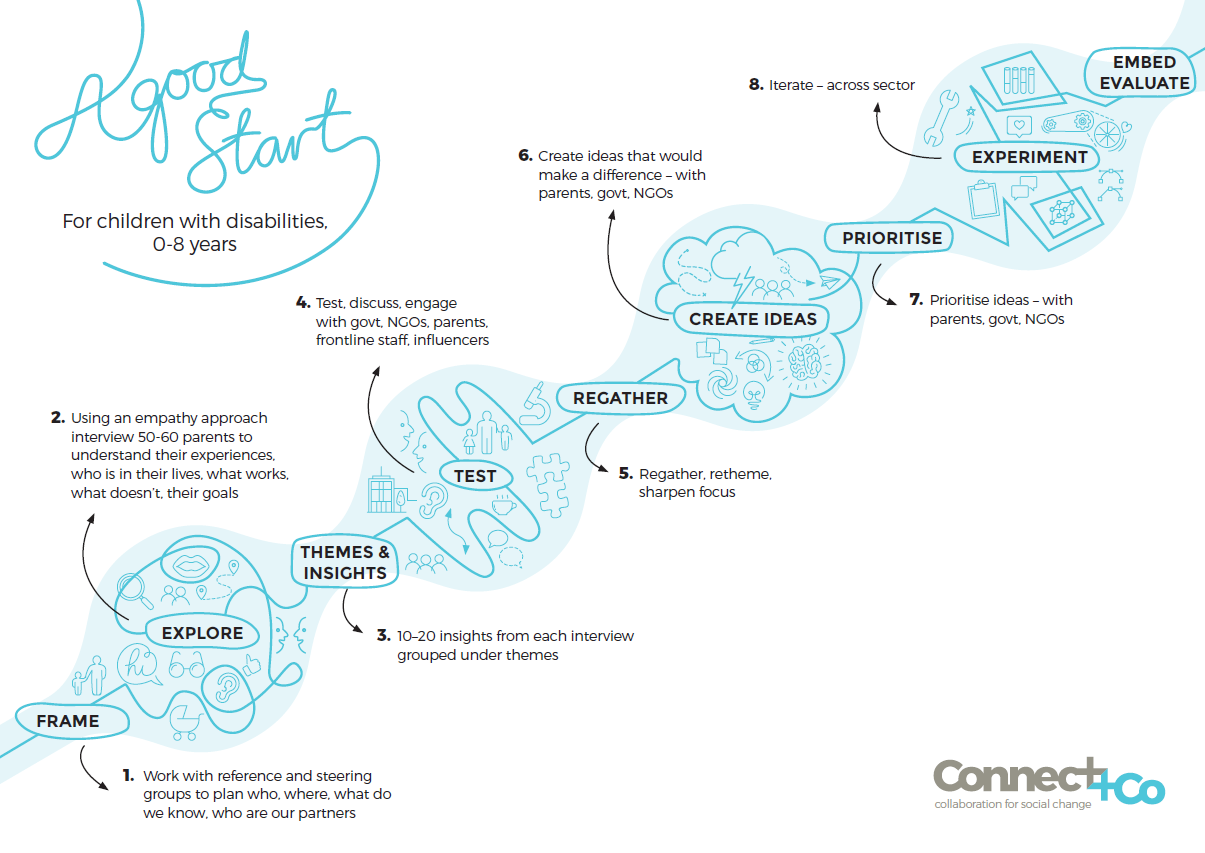 A good
Start
For children with disabilities,
0-8 years
FRAME
1. Work with reference and steering
groups to plan who, where, what do
we know, who are our partners
EXPLORE
hi
2. Using an empathy approach
interview 50-60 parents to
understand their experiences,
who is in their lives, what works,
what doesn't, their goals
THEMES &
INSIGHTS
3. 10–20 insights from each interview
grouped under themes
TEST
4. Test, discuss, engage
with govt, NGOs, parents,
frontline staff, influencers
REGATHER
5. Regather, retheme,
sharpen focus
CREATE IDEAS
6. Create ideas that would
make a difference – with
parents, govt, NGOs
PRIORITISE
7. Prioritise ideas – with
parents, govt, NGOs
EXPERIMENT
8. Iterate – across sector
EMBED
EVALUATE
Connect+Co
collaboration for social change